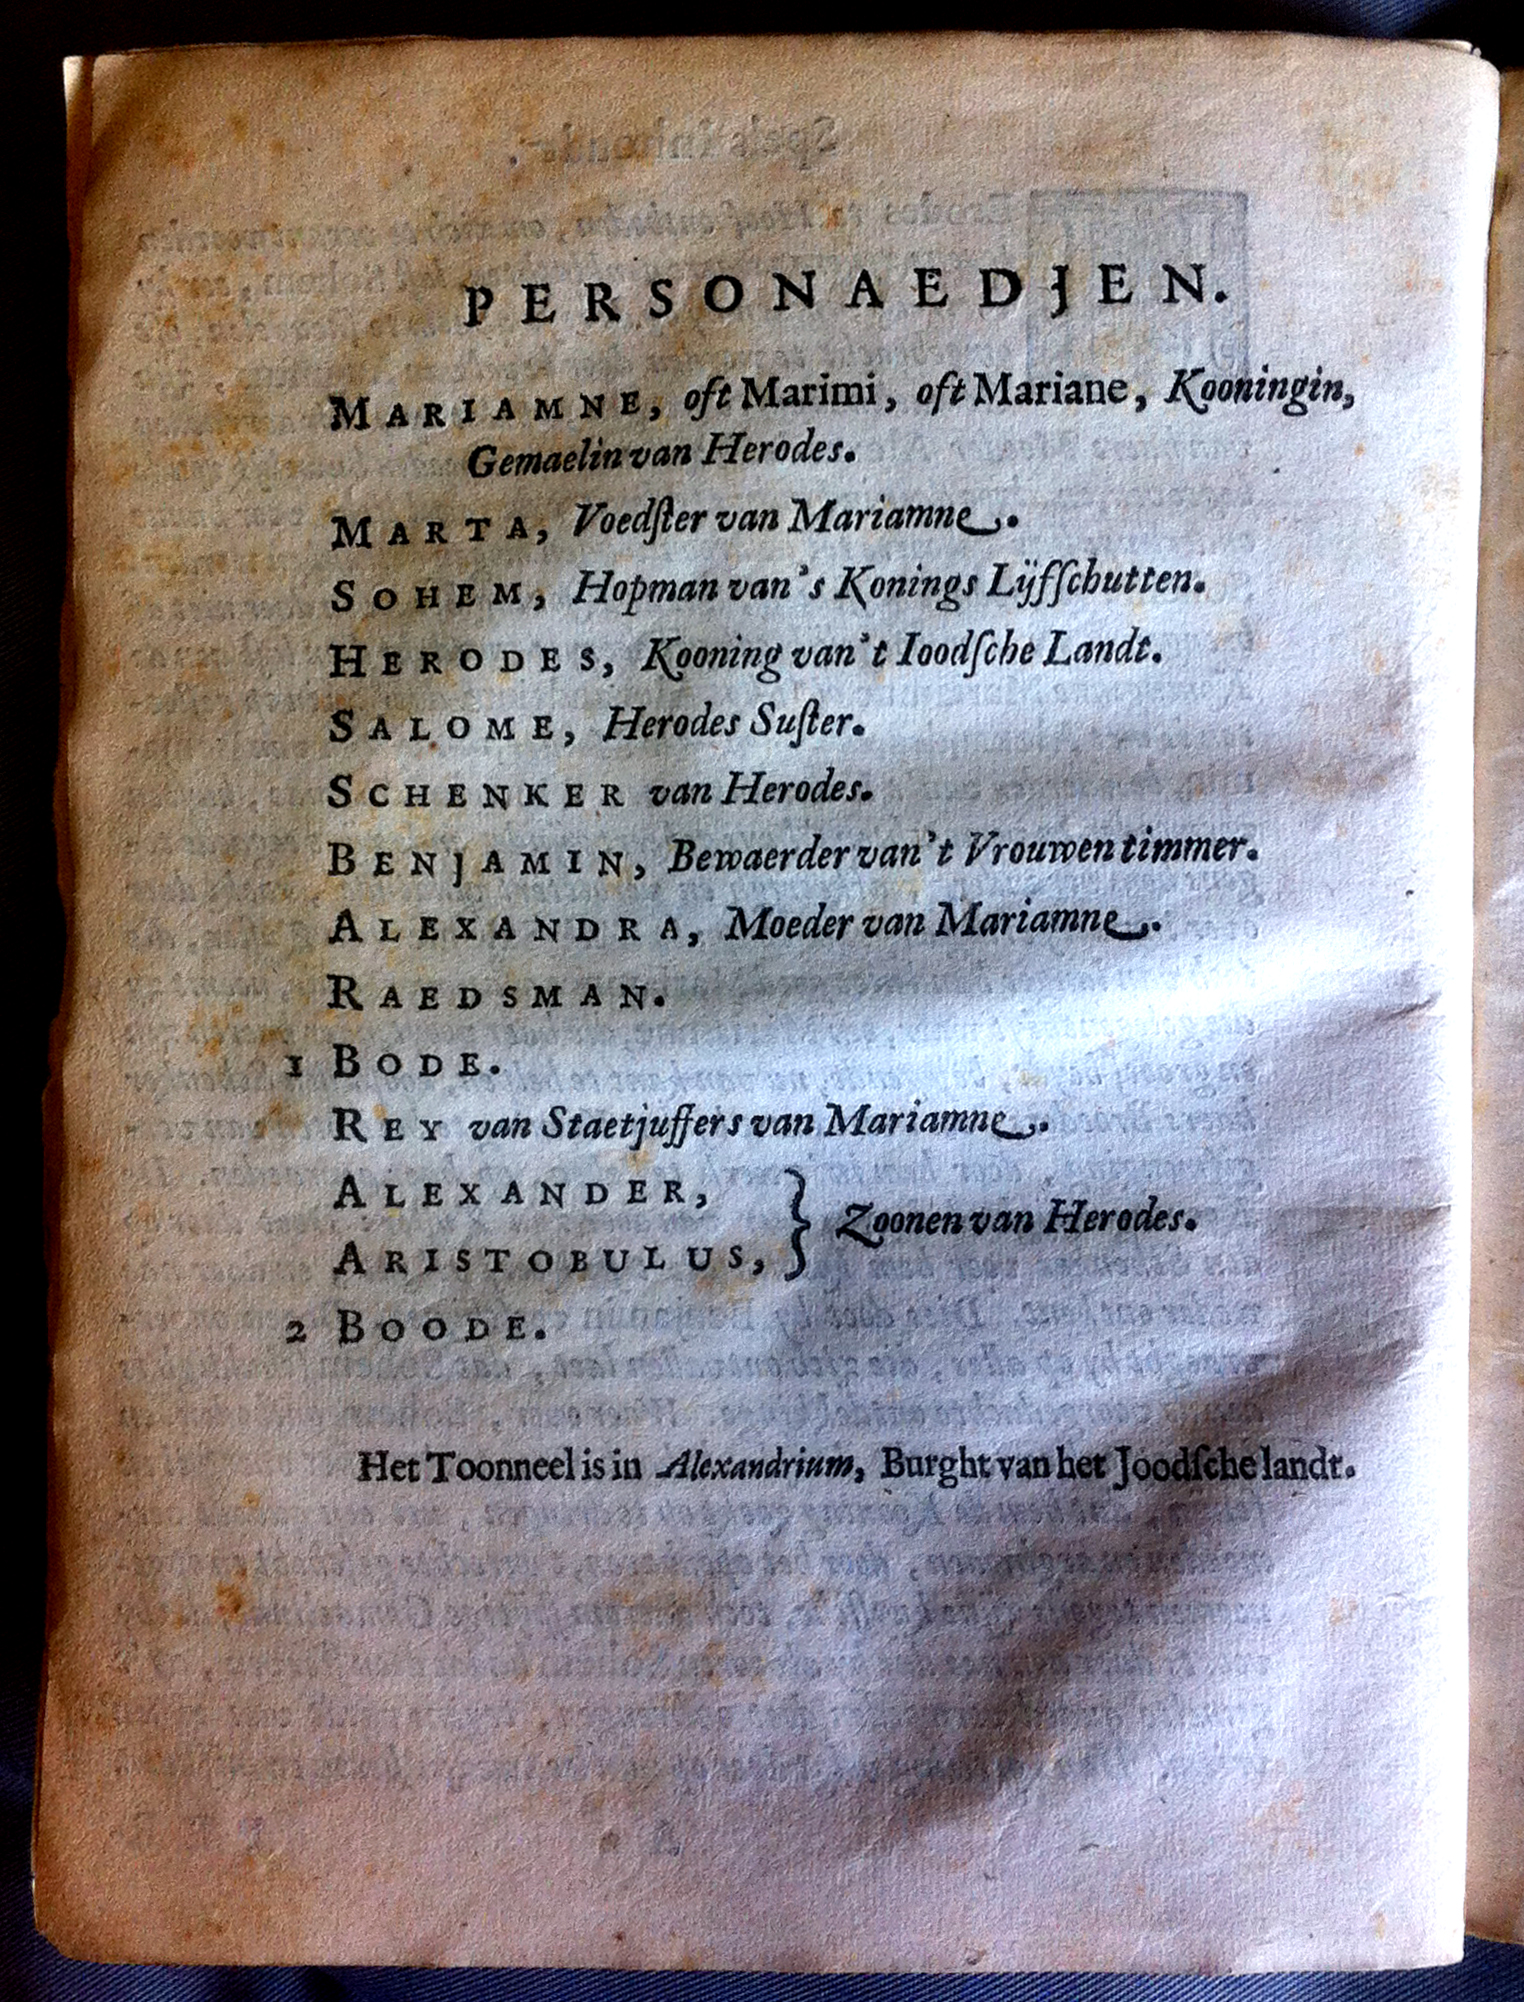 PERSONAEDJEN.
MARIAMNE, oft Marimi, oft Mariane, Kooningin,
Gemaelin van Herodes.
MARTA, Voedſter van Mariamne.
SOHEM, Hopman van's Konings Lijfſchutten.
HERODES, Kooning van't Ioodſche Landt.
SALOME, Herodes Suſter.
SCHENKER van Herodes.
BENJAMIN, Bewaerder van't Vrouwentimmer.
ALEXANDRA, Moeder van Mariamne.
RAEDSMAN.
1 BODE.
REY van Staetjuffers van Mariamne.
ALEXANDER,
ARISTOBULUS, } Zoonen van Herodes.
2 BOODE.
Het Toonneel is in Alexandrium, Burght van het Joodſche landt.